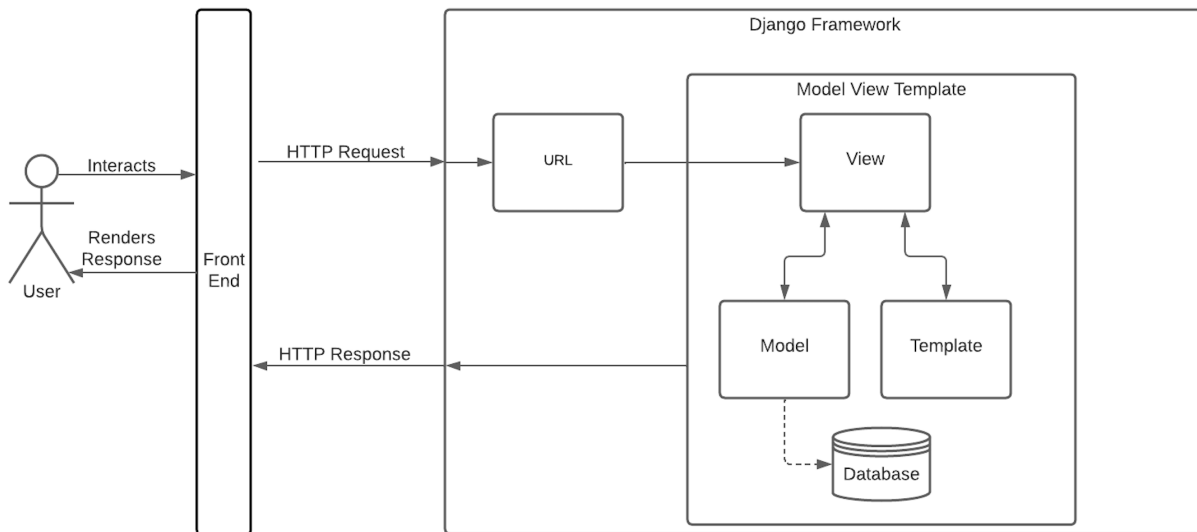 Django Framework
Model View Template
HTTP Request
URL
View
Interacts
Renders
Response
Front
End
User
HTTP Response
Model
Template
Database